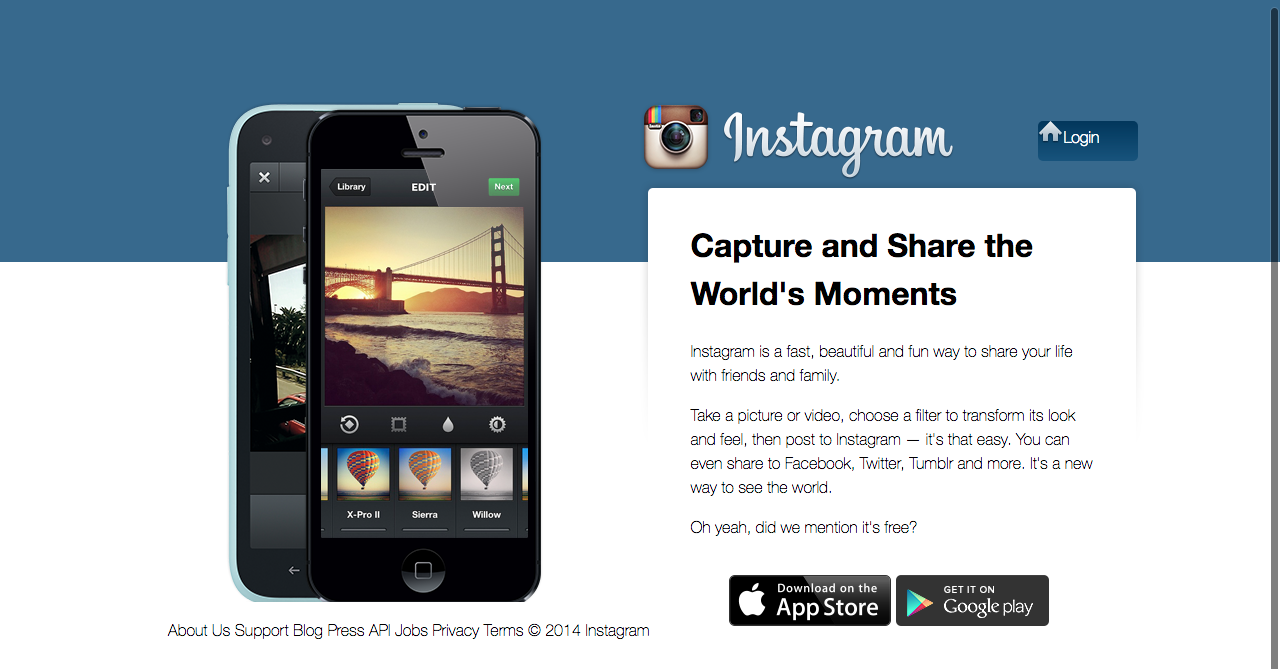 Instagram
Login
Library
EDIT
Next
X-Pro II
Sierra
Willow
Capture and Share the
World's Moments
Instagram is a fast, beautiful and fun way to share your life
with friends and family.
Take a picture or video, choose a filter to transform its look
and feel, then post to Instagram — it's that easy. You can
even share to Facebook, Twitter, Tumblr and more. It's a new
way to see the world.
Oh yeah, did we mention it's free?
Download on the
App Store
GET IT ON
Google play
About Us Support Blog Press API Jobs Privacy Terms © 2014 Instagram